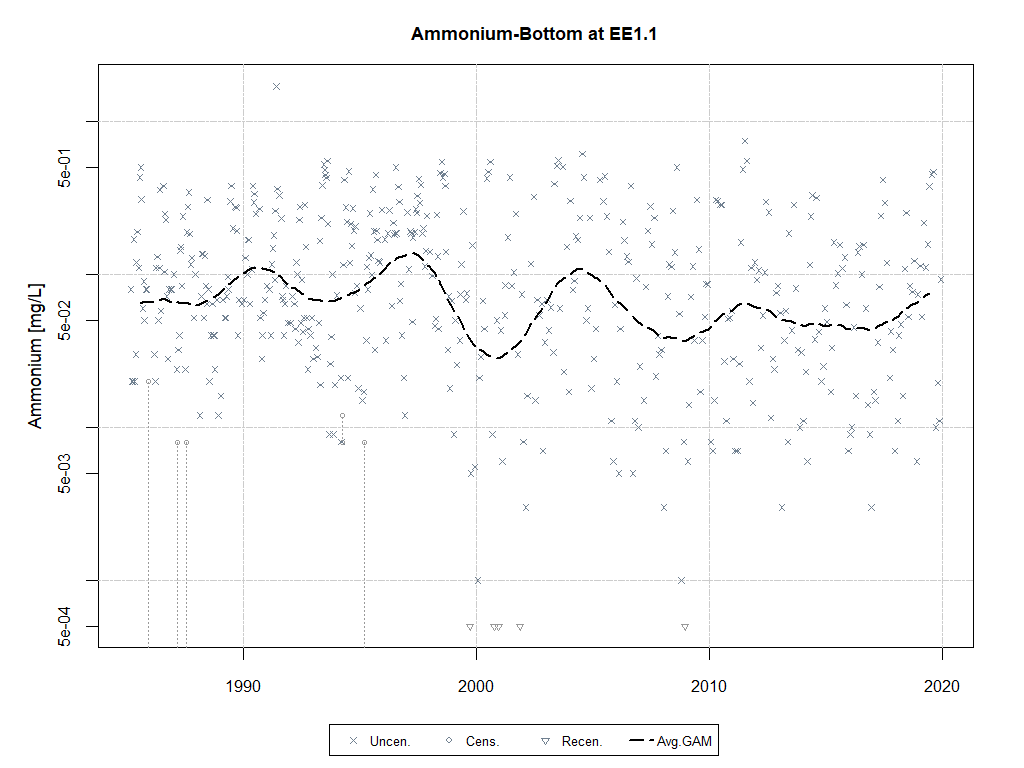 Ammonium-Bottom at EE1.1
Ammonium [mg/L]
5e-01
5e-02
5e-03
5e-04
1990 2000 2010 2020
Uncen. Cens. Recen. Avg.GAM